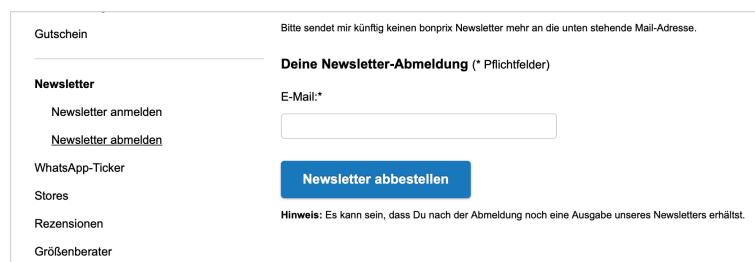 Gutschein
Newsletter
Newsletter anmelden
Newsletter abmelden
WhatsApp-Ticker
Stores
Rezensionen
Größenberater
Bitte sendet mir künftig keinen bonprix Newsletter mehr an die unten stehende Mail-Adresse.
Deine Newsletter-Abmeldung (* Pflichtfelder)
E-Mail:*
Newsletter abbestellen
Hinweis: Es kann sein, dass Du nach der Abmeldung noch eine Ausgabe unseres Newsletters erhältst.